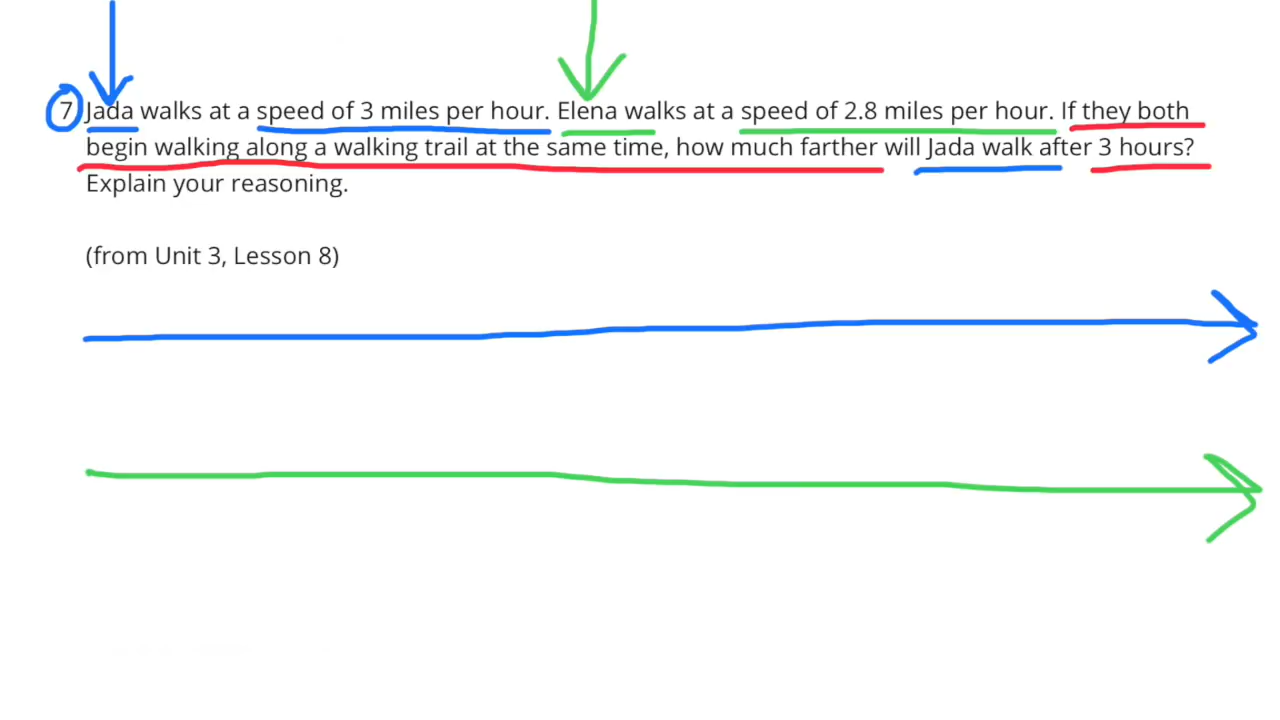 7 Jada walks at a speed of 3 miles per hour. Elena walks at a speed of 2.8 miles per hour. If they both
begin walking along a walking trail at the same time, how much farther will Jada walk after 3 hours?
Explain your reasoning.
(from Unit 3, Lesson 8)